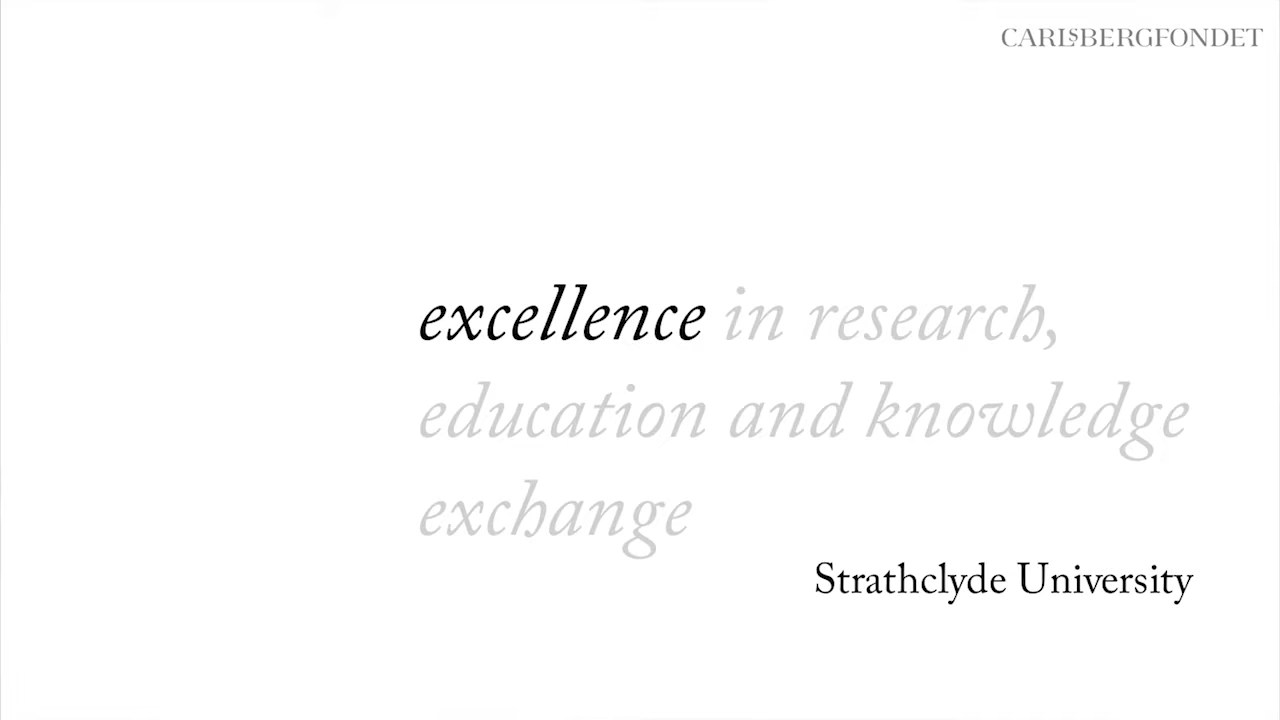 CARLSBERGFONDET
excellence in research,
education and knowledge
exchange
Strathclyde University